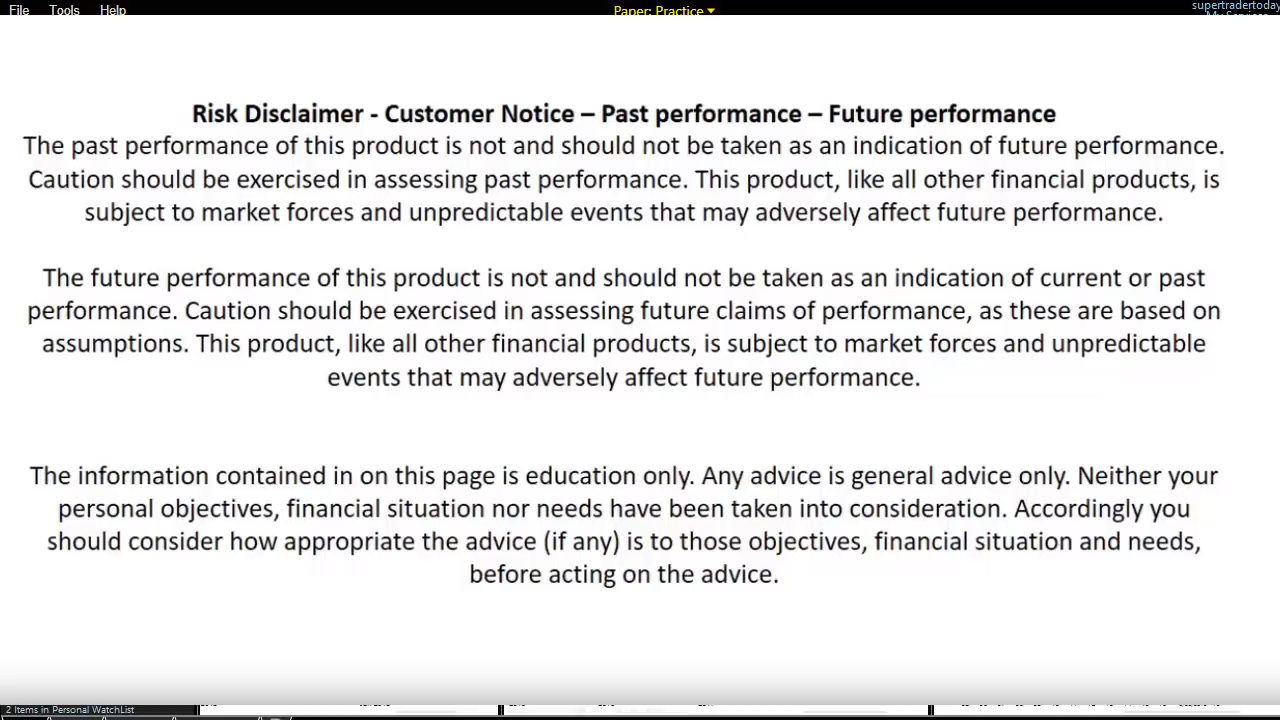 File Tools Help Paper: Practice supertradertoday
My Services
Risk Disclaimer - Customer Notice – Past performance – Future performance
The past performance of this product is not and should not be taken as an indication of future performance.
Caution should be exercised in assessing past performance. This product, like all other financial products, is
subject to market forces and unpredictable events that may adversely affect future performance.
The future performance of this product is not and should not be taken as an indication of current or past
performance. Caution should be exercised in assessing future claims of performance, as these are based on
assumptions. This product, like all other financial products, is subject to market forces and unpredictable
events that may adversely affect future performance.
The information contained in on this page is education only. Any advice is general advice only. Neither your
personal objectives, financial situation nor needs have been taken into consideration. Accordingly you
should consider how appropriate the advice (if any) is to those objectives, financial situation and needs,
before acting on the advice.
2 Items in Personal WatchList